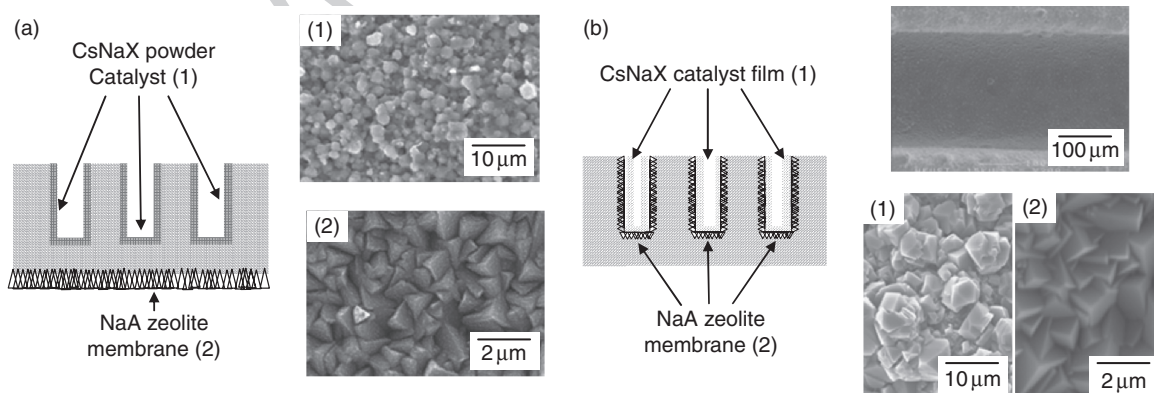 (a)
CsNaX powder
Catalyst (1)
NaA zeolite
membrane (2)
(1)
10 µm
(2)
2 µm
(b)
CsNaX catalyst film (1)
NaA zeolite
membrane (2)
100 µm
(1)
10 µm
(2)
2 µm